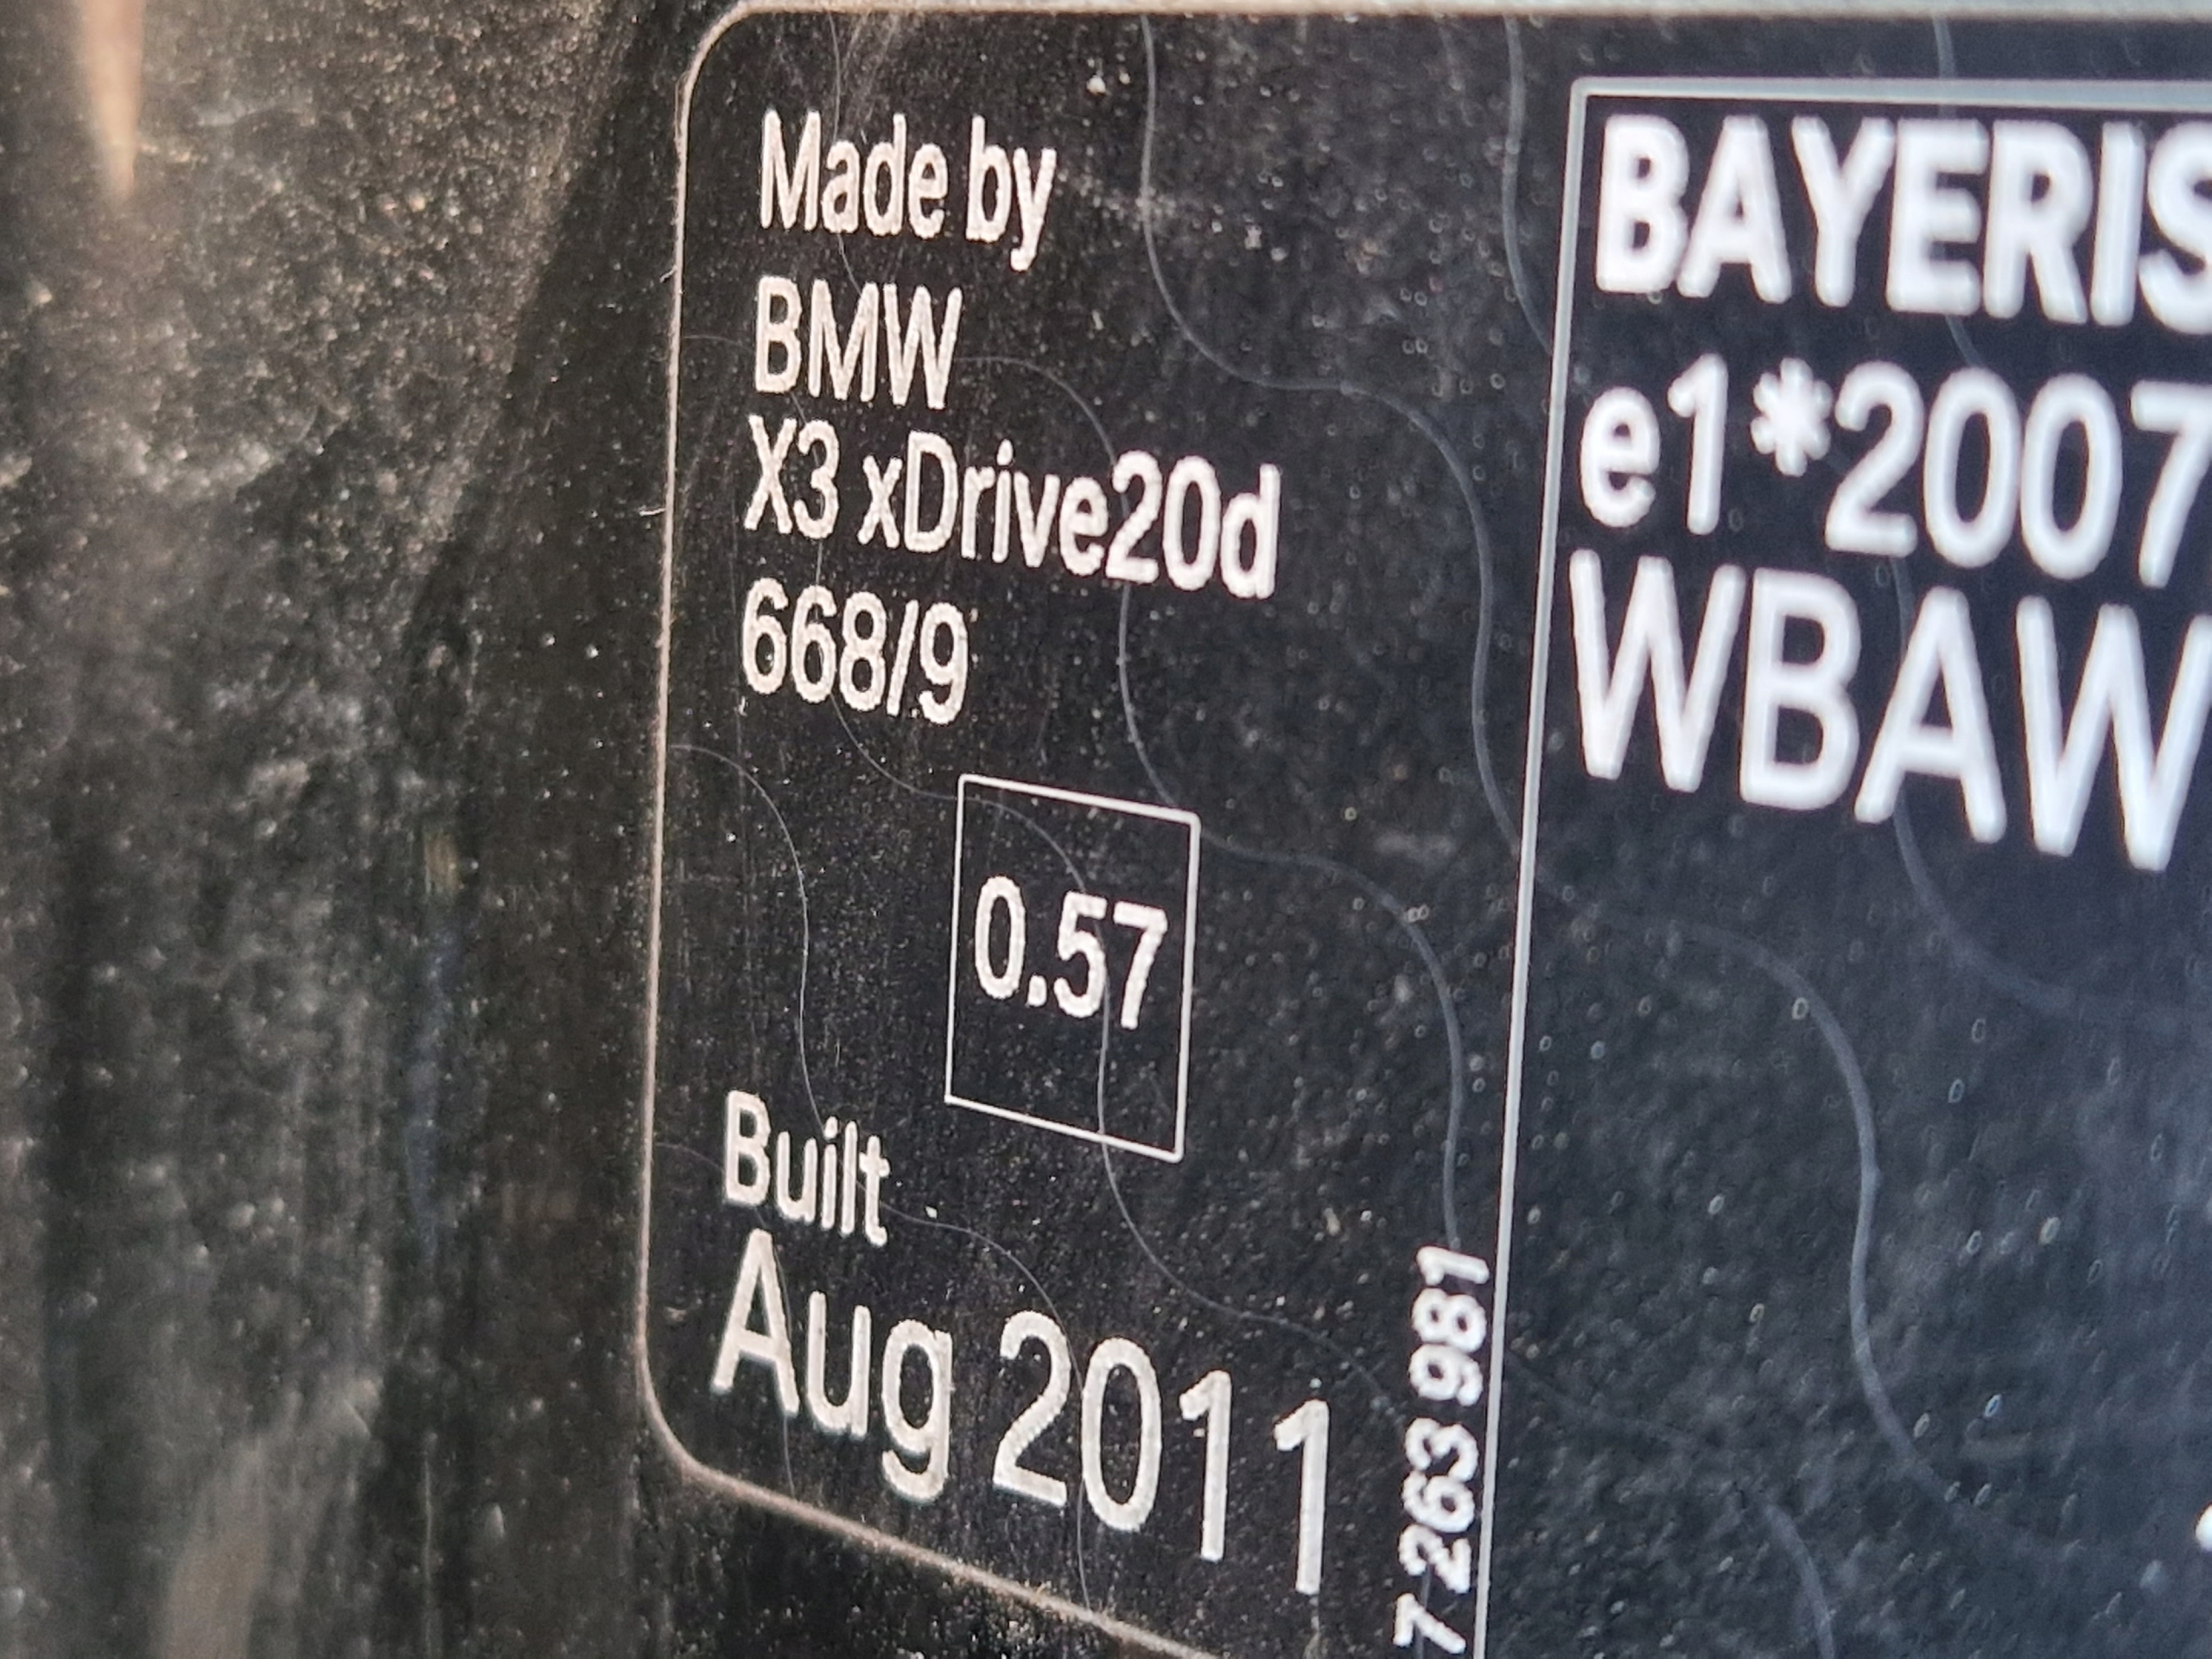 Made by
BMW
X3 xDrive20d
668/9
0.57
Built
Aug 2011
7 263 981
BAYERIS
e1*2007
WBAW